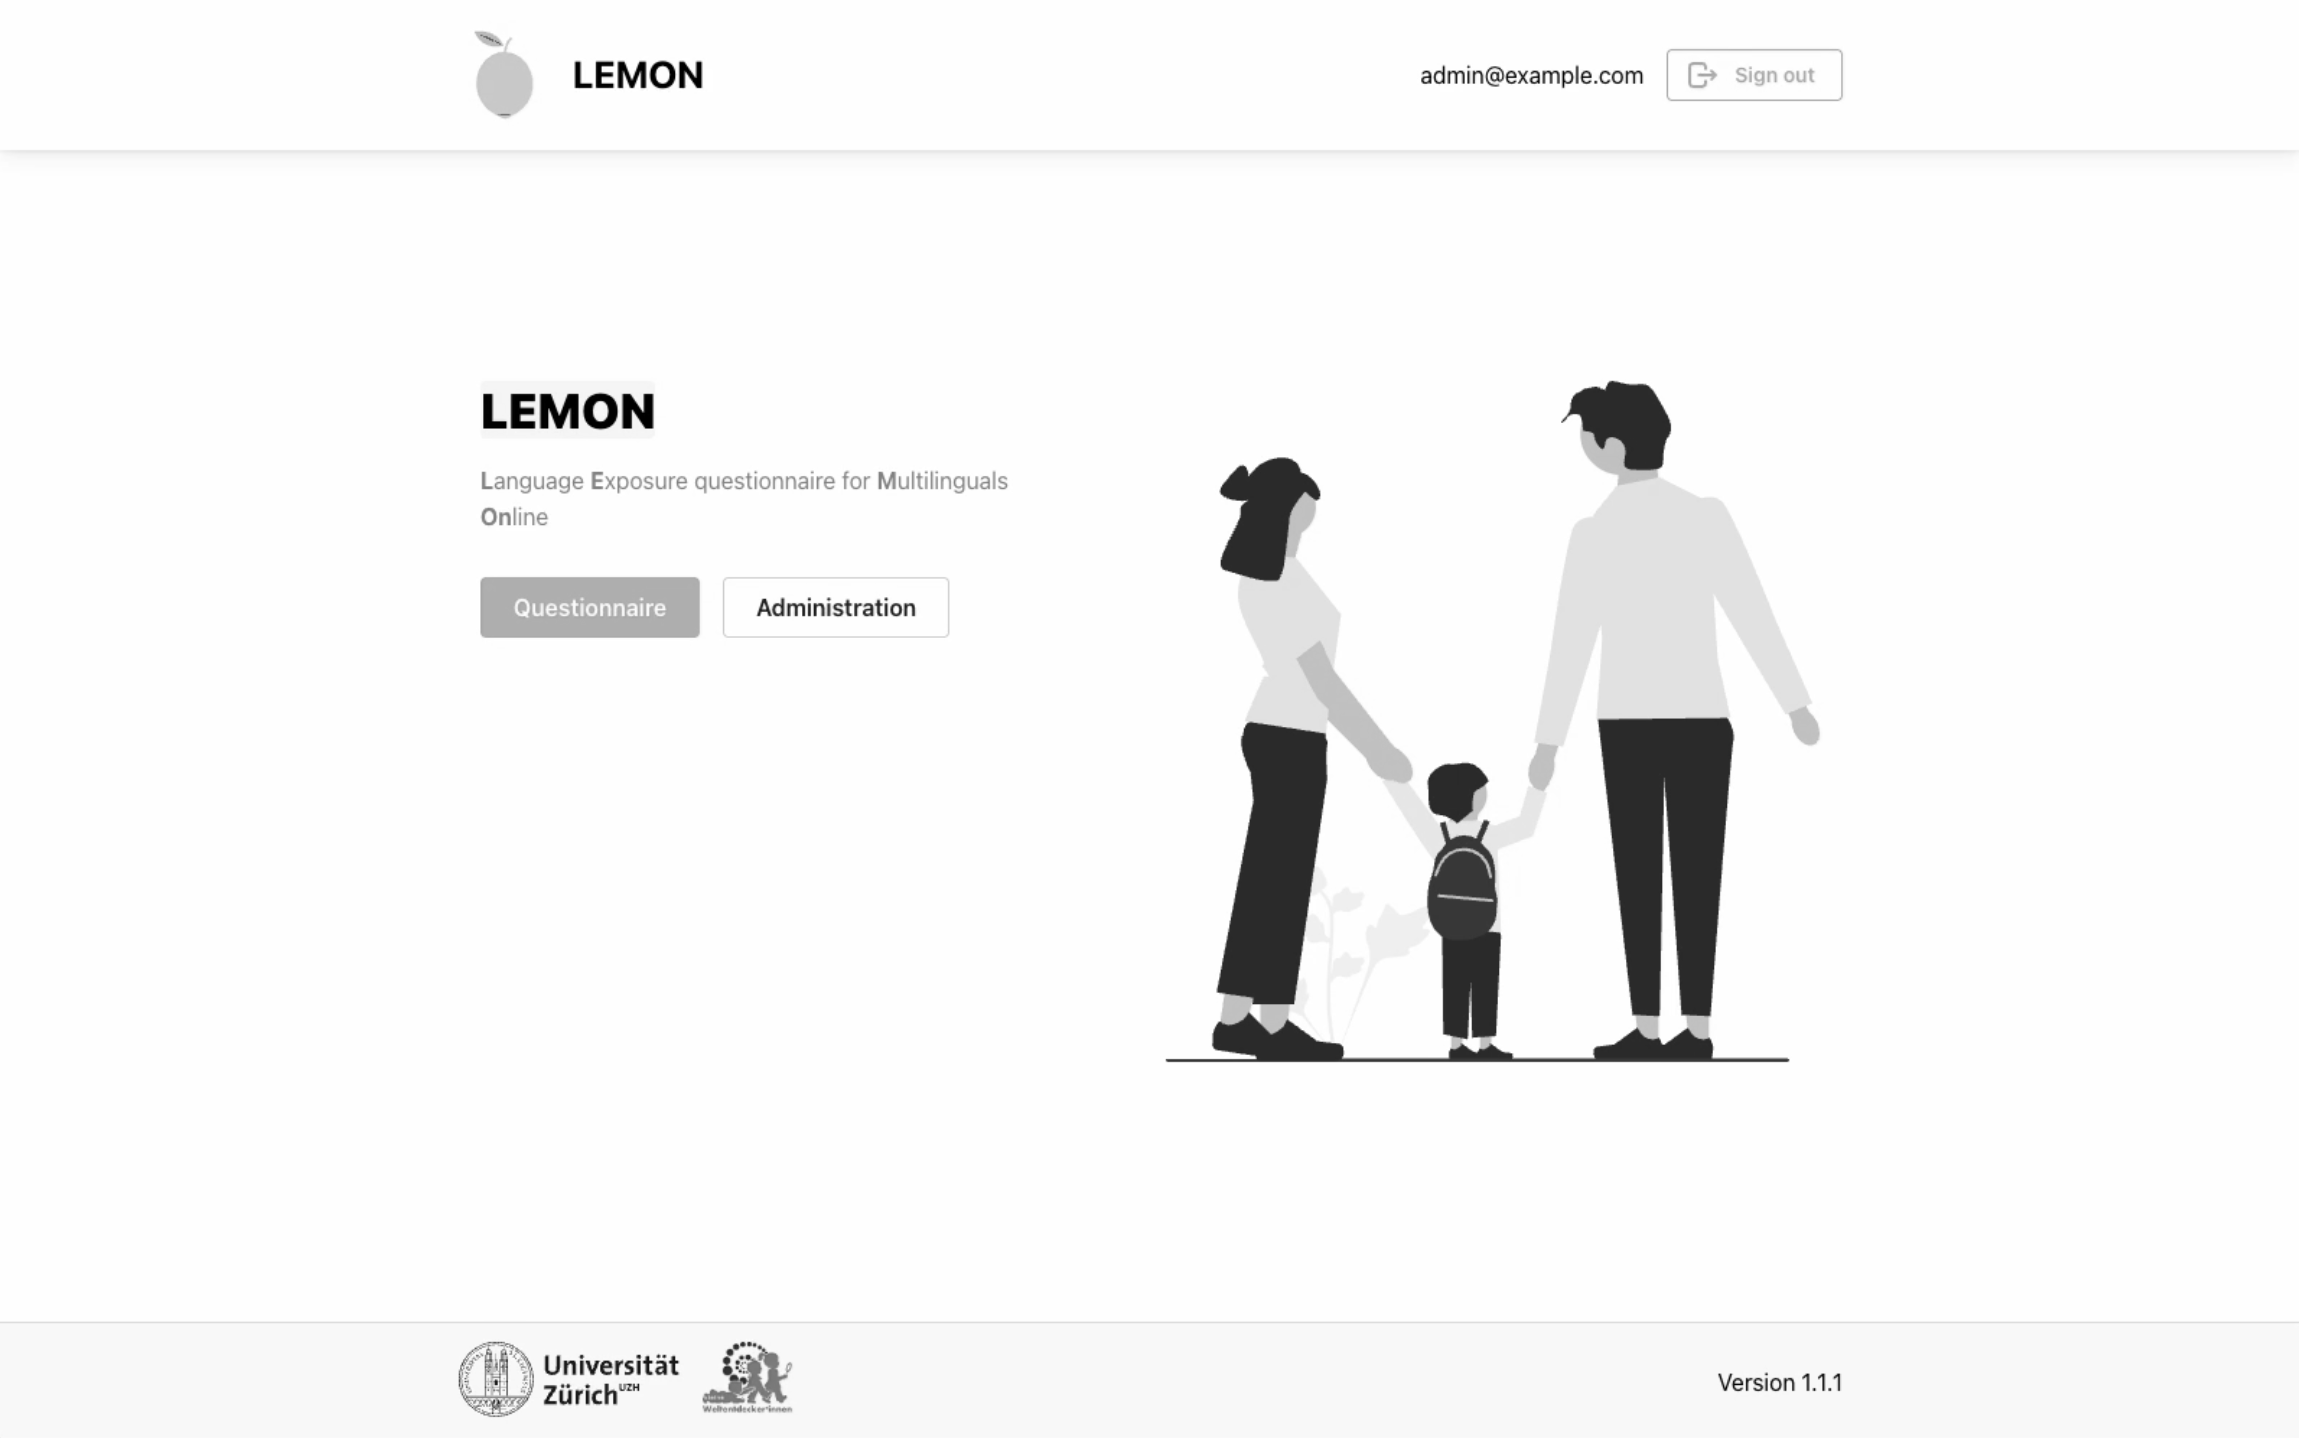 LEMON
admin@example.com
Sign out
LEMON
Language Exposure questionnaire for Multilinguals
Online
Questionnaire
Administration
Universität
Zürich UZH
Weltentdecker*innen
Version 1.1.1